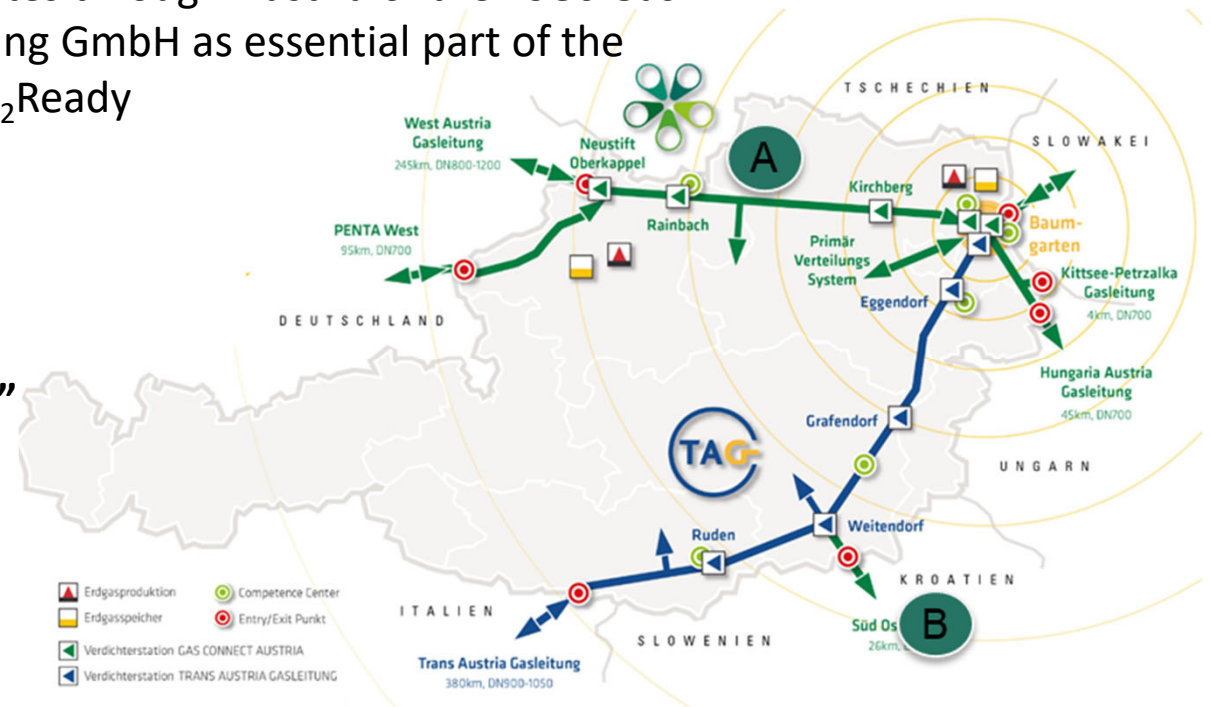 ng GmbH as essential part of the
2Ready
”
TSCHECHIEN
SLOWAKEI
West Austria
Gasleitung
245km, DN800-1200
Neustift
Oberkappel
A
Kirchberg
Rainbach
PENTA West
95km, DN700
Primär
Verteilungs
System
Baum-
garten
Kittsee-Petrzalka
Gasleitung
4km, DN700
Eggendorf
DEUTSCHLAND
Hungaria Austria
Gasleitung
45km, DN700
Grafendorf
TAG
UNGARN
Weitendorf
Ruden
KROATIEN
ITALIEN
SLOWENIEN
Süd Os
26km,
B
Trans Austria Gasleitung
380km, DN900-1050
Erdgasproduktion
Competence Center
Erdgasspeicher
Entry/Exit Punkt
Verdichterstation GAS CONNECT AUSTRIA
Verdichterstation TRANS AUSTRIA GASLEITUNG